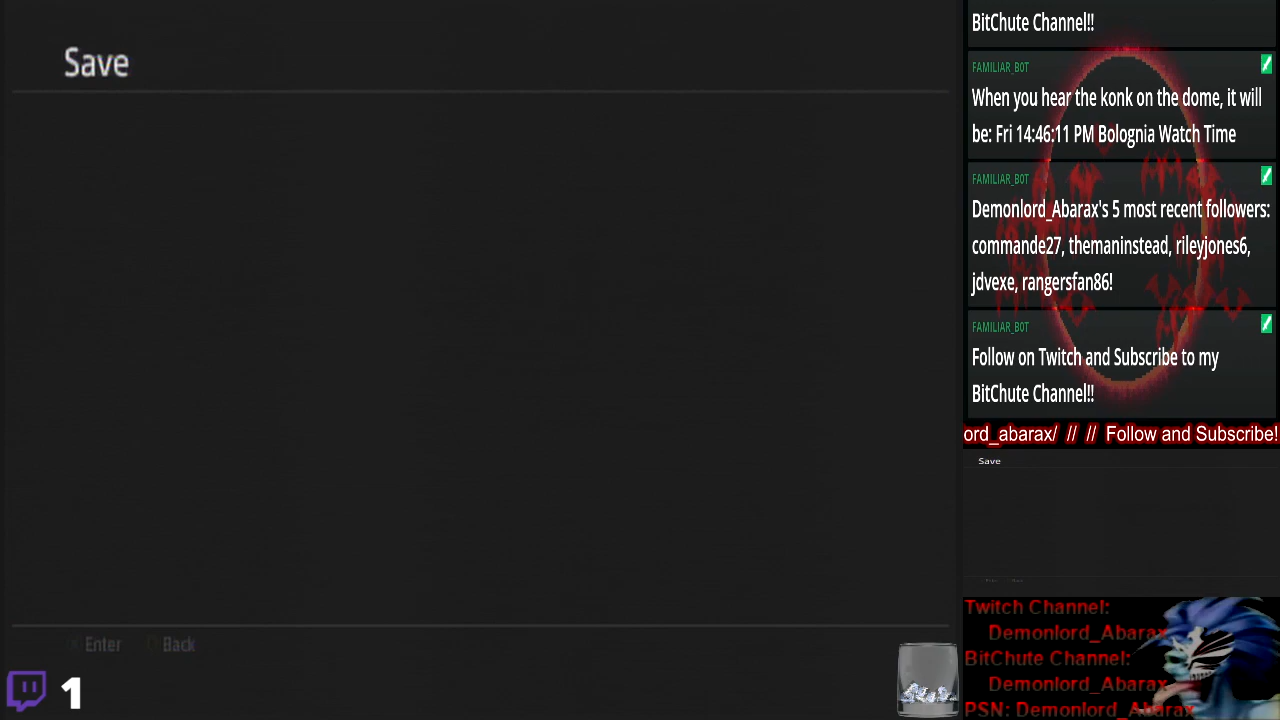 Save
Enter
Back
1
BitChute Channel!!
FAMILIAR_BOT
When you hear the konk on the dome, it will
be: Fri 14:46:11 PM Bolognia Watch Time
FAMILIAR_BOT
Demonlord_Abarax's 5 most recent followers:
commande27, themaninstead, rileyjones6,
jdvexe, rangersfan86!
FAMILIAR_BOT
Follow on Twitch and Subscribe to my
BitChute Channel!!
ord_abarax/ // // Follow and Subscribe!
Save
Twitch Channel:
Demonlord_Abarax
BitChute Channel:
Demonlord_Abarax
PSN: Demonlord_Abarax